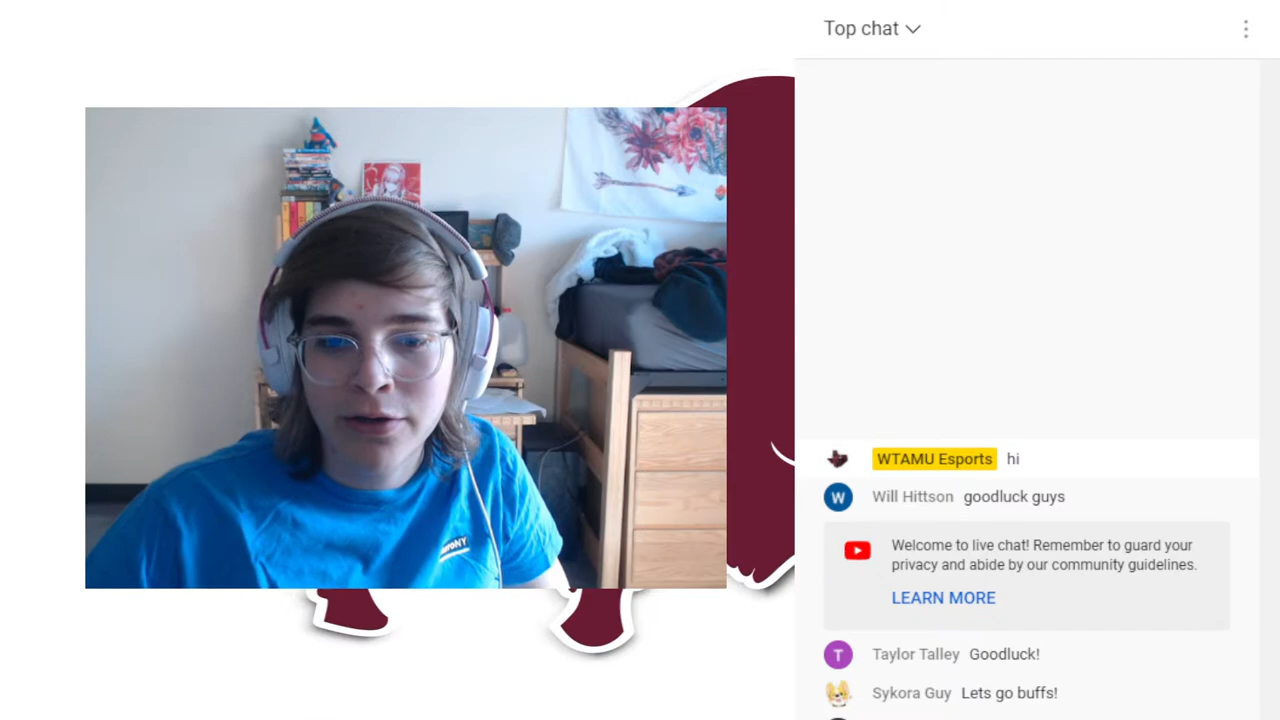 Top chat
WTAMU Esports hi
W Will Hittson goodluck guys
Welcome to live chat! Remember to guard your
privacy and abide by our community guidelines.
LEARN MORE
T Taylor Talley Goodluck!
Sykora Guy Lets go buffs!